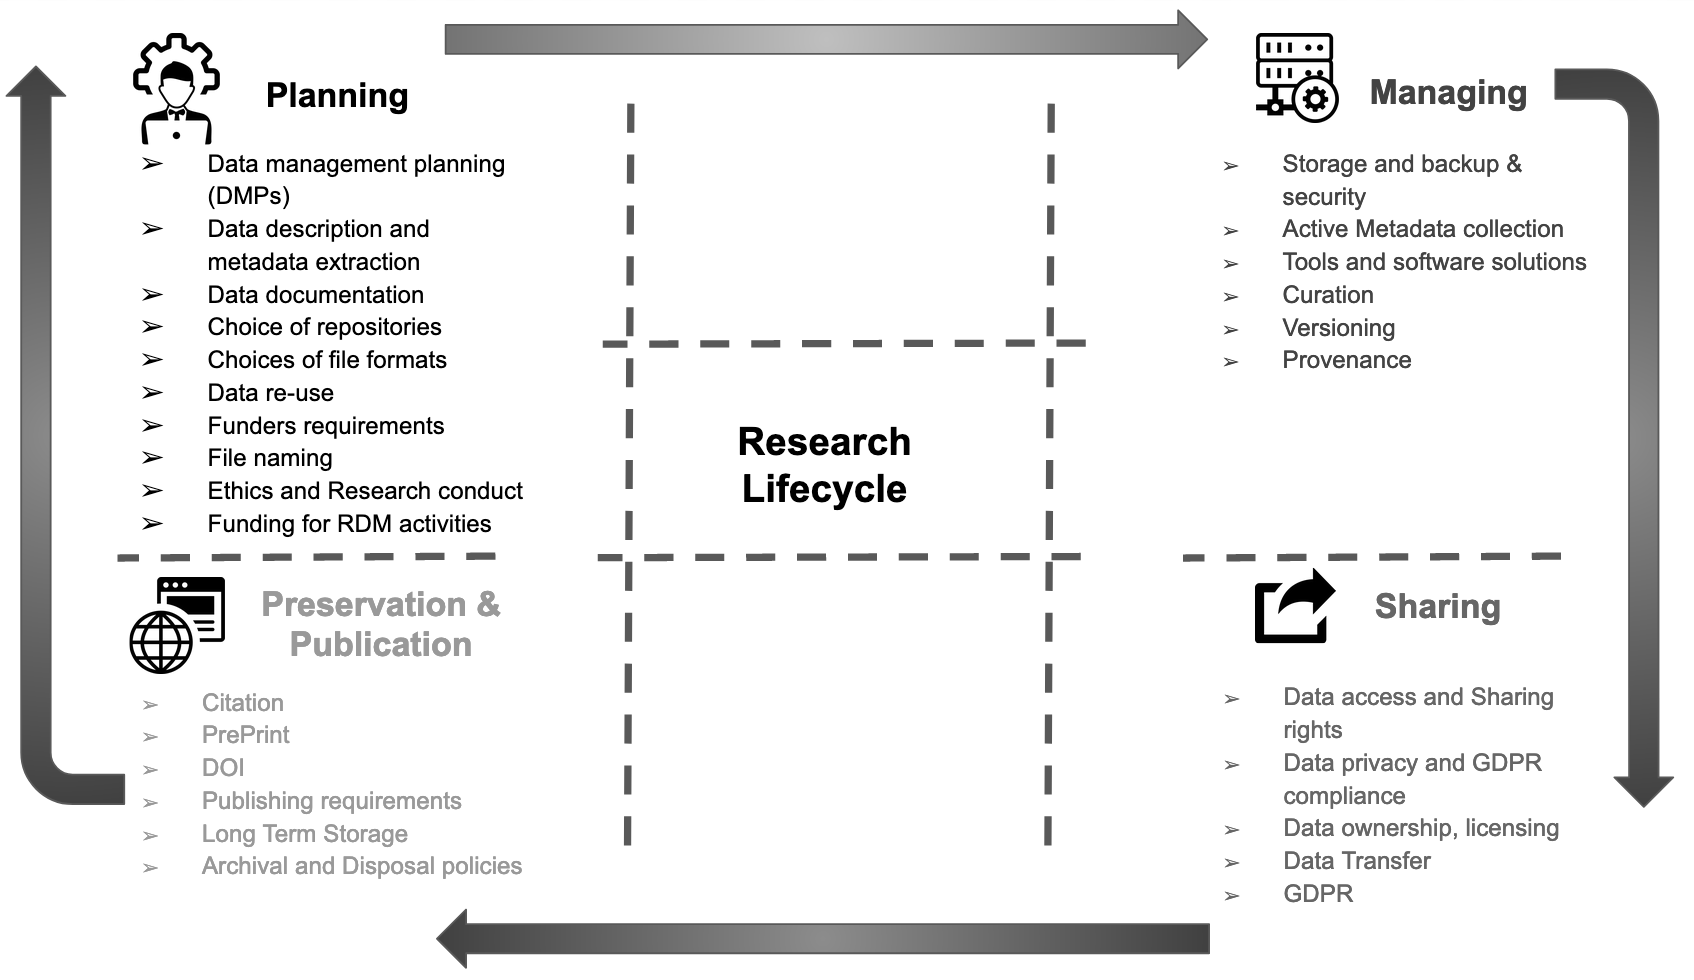 Planning
Data management planning
(DMPs)
Data description and
metadata extraction
Data documentation
Choice of repositories
Choices of file formats
Data re-use
Funders requirements
File naming
Ethics and Research conduct
Funding for RDM activities
Managing
Storage and backup &
security
Active Metadata collection
Tools and software solutions
Curation
Versioning
Provenance
Research
Lifecycle
Preservation &
Publication
Citation
PrePrint
DOI
Publishing requirements
Long Term Storage
Archival and Disposal policies
Sharing
Data access and Sharing
rights
Data privacy and GDPR
compliance
Data ownership, licensing
Data Transfer
GDPR